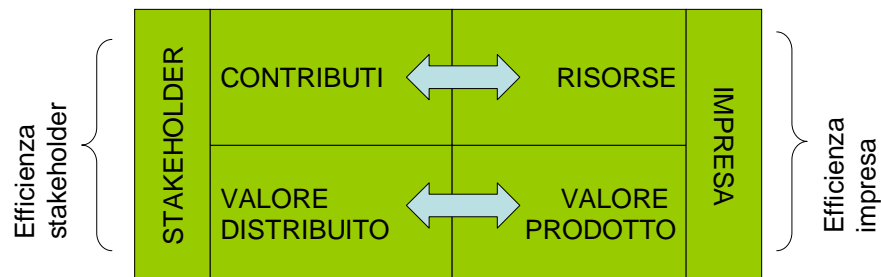 Efficienza
stakeholder
STAKEHOLDER
CONTRIBUTI
RISORSE
VALORE
DISTRIBUITO
VALORE
PRODOTTO
IMPRESA
Efficienza
impresa